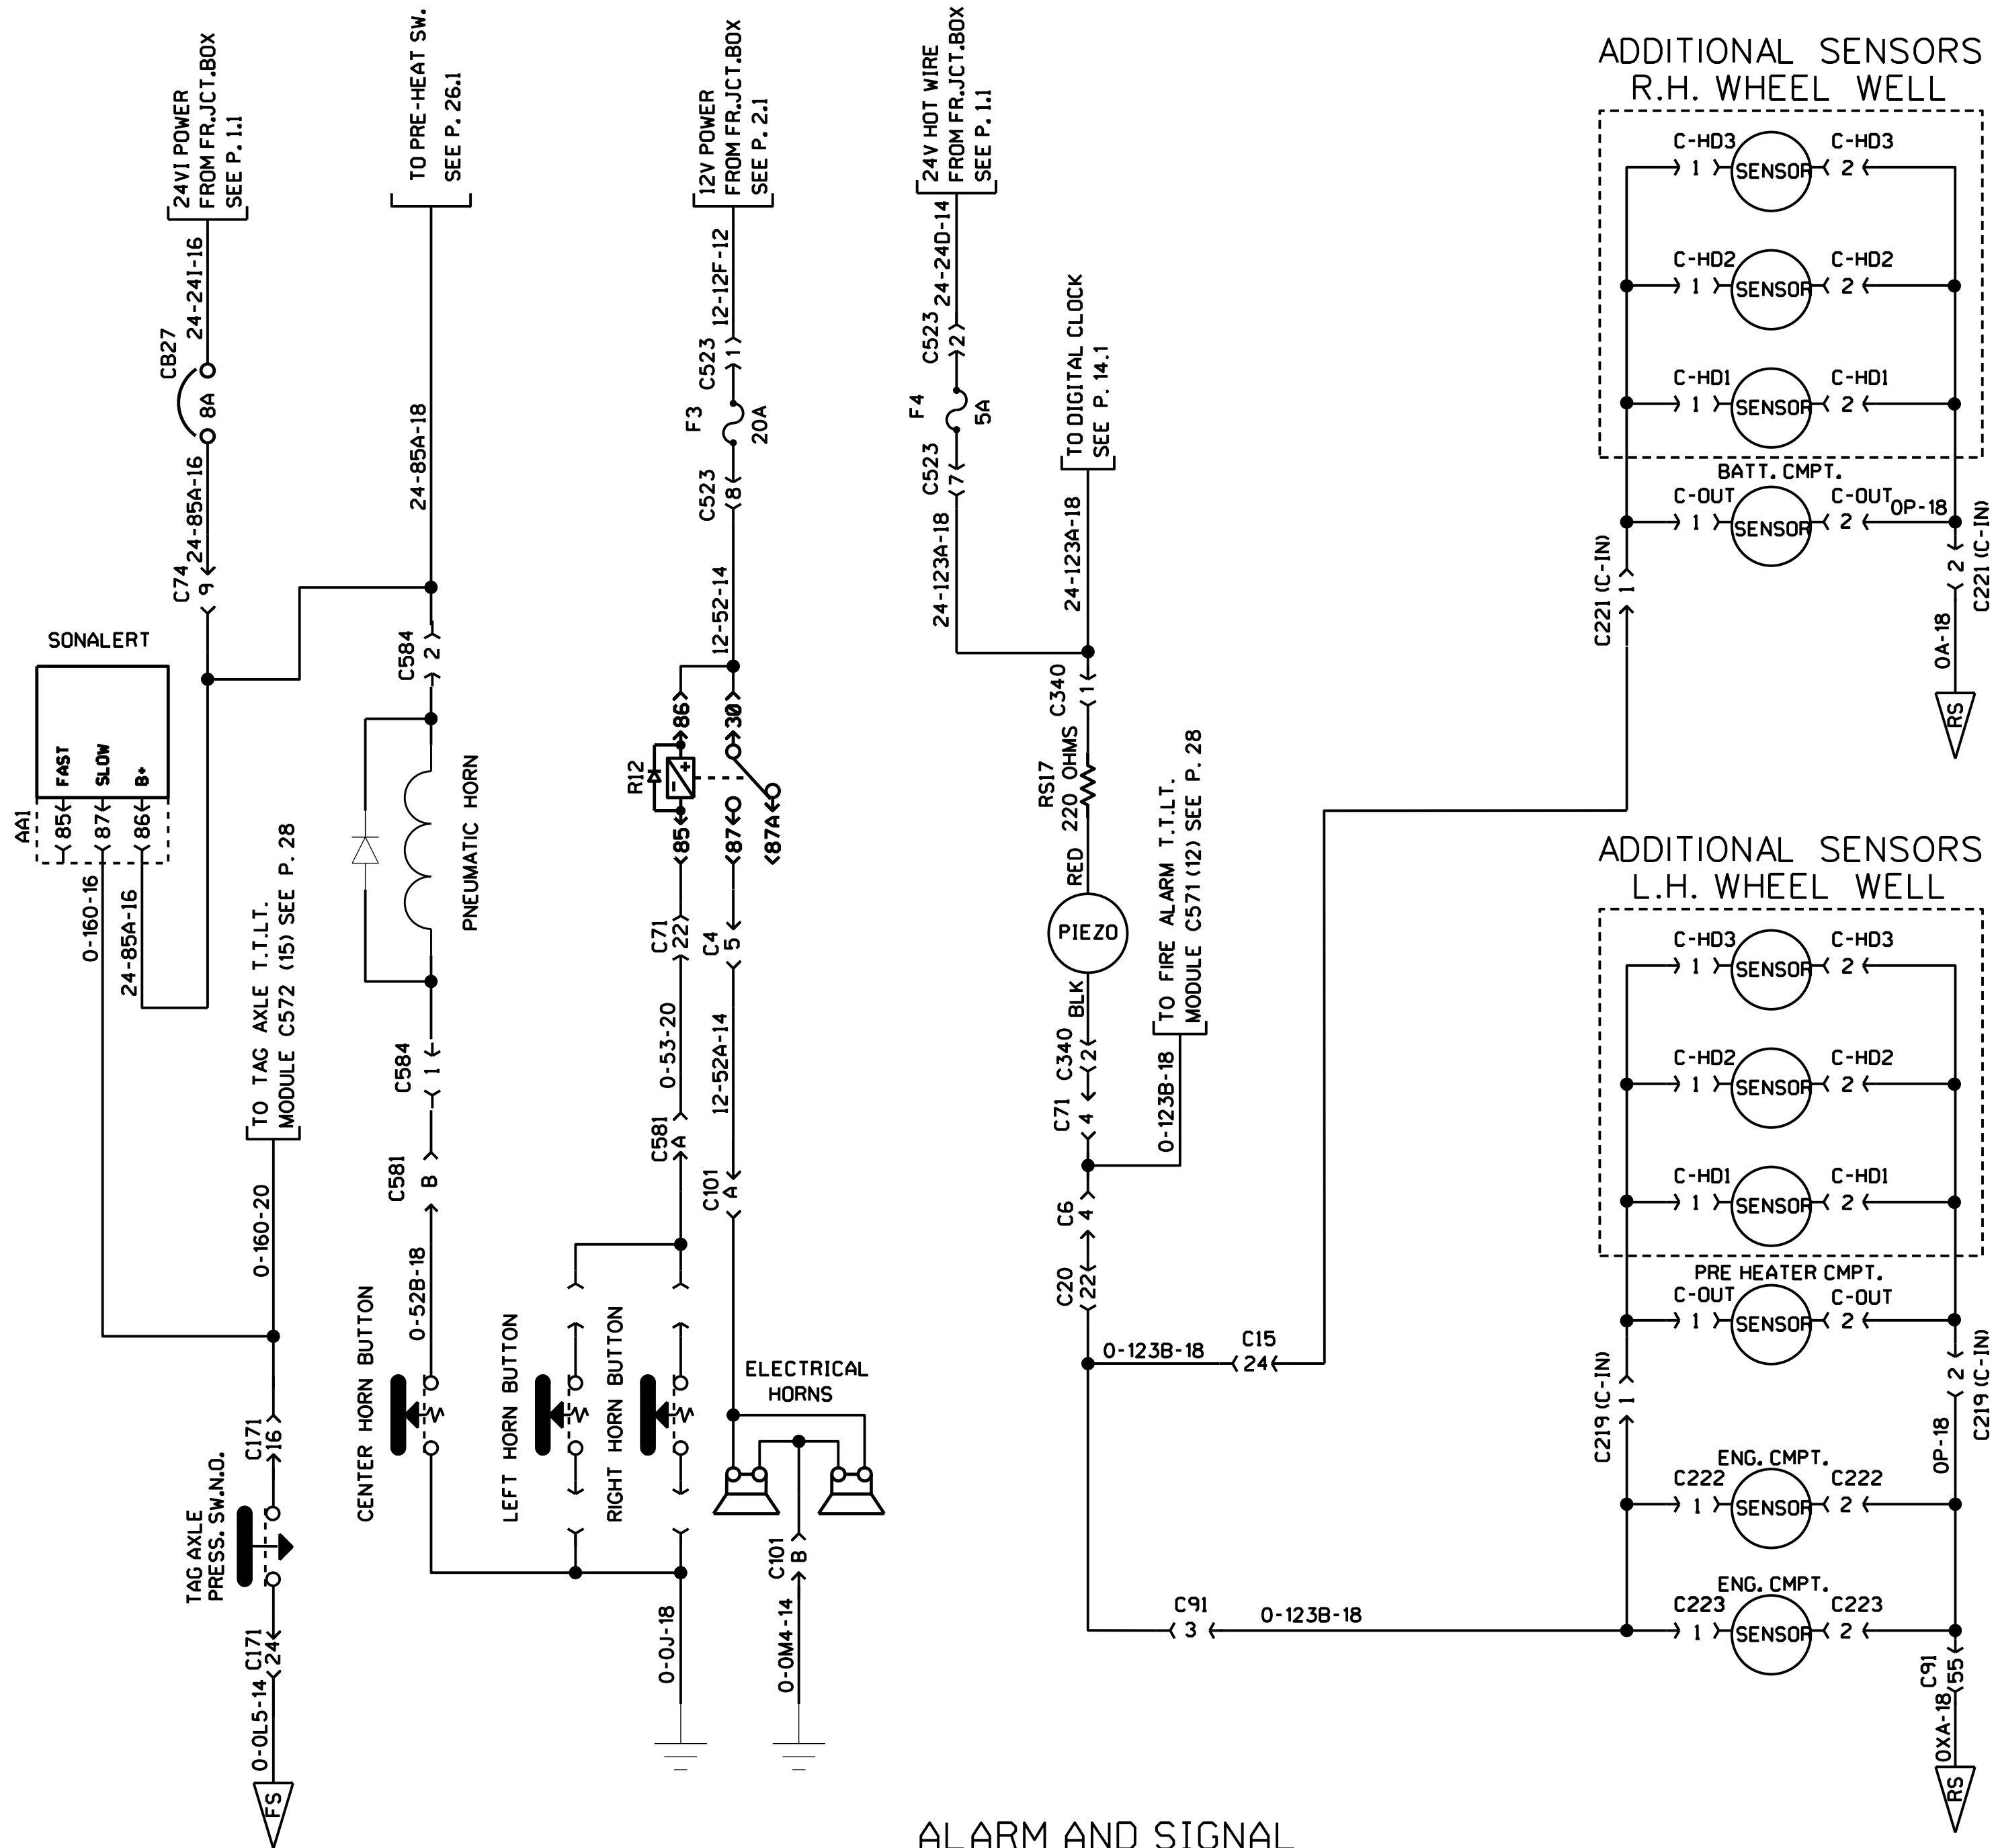 24VI POWER
FROM FR.JCT.BOX
SEE P. 1.1
24-24I-16
CB27
8A
24-85A-16
C74
9
SONALERT
FAST
SLOW
B+
AA1
85
87
86
0-160-16
24-85A-16
TO TAG AXLE T.T.LT.
MODULE C572 (15) SEE P. 28
0-160-20
C171
16
TAG AXLE
PRESS. SW.N.O.
C171
24
0-0L5-14
FS
TO PRE-HEAT SW.
SEE P. 26.1
24-85A-18
C584
2
PNEUMATIC HORN
C584
1
C581
B
0-52B-18
CENTER HORN BUTTON
12V POWER
FROM FR.JCT.BOX
SEE P. 2.1
12-12F-12
C523
1
F3
20A
C523
8
12-52-14
86
30
R12
+
-
85
87
87A
C71
22
C4
5
0-53-20
12-52A-14
C581
A
C101
A
LEFT HORN BUTTON
RIGHT HORN BUTTON
ELECTRICAL
HORNS
C101
B
0-0J-18
0-0M4-14
24V HOT WIRE
FROM FR.JCT.BOX
SEE P. 1.1
24-24D-14
C523
2
F4
5A
C523
7
24-123A-18
TO DIGITAL CLOCK
SEE P. 14.1
24-123A-18
C340
1
RS17
220 OHMS
RED
PIEZO
BLK
C340
2
C71
4
TO FIRE ALARM T.T.LT.
MODULE C571 (12) SEE P. 28
0-123B-18
C6
4
C20
22
0-123B-18
C15
24
C91
3
0-123B-18
ADDITIONAL SENSORS
R.H. WHEEL WELL
C-HD3 C-HD3
1 SENSOR 2
C-HD2 C-HD2
1 SENSOR 2
C-HD1 C-HD1
1 SENSOR 2
BATT. CMPT.
C-OUT C-OUT
1 SENSOR 2
0P-18
C221 (C-IN)
1
2
C221 (C-IN)
0A-18
RS
ADDITIONAL SENSORS
L.H. WHEEL WELL
C-HD3 C-HD3
1 SENSOR 2
C-HD2 C-HD2
1 SENSOR 2
C-HD1 C-HD1
1 SENSOR 2
PRE HEATER CMPT.
C-OUT C-OUT
1 SENSOR 2
C219 (C-IN)
1
2
C219 (C-IN)
0P-18
ENG. CMPT.
C222 C222
1 SENSOR 2
ENG. CMPT.
C223 C223
1 SENSOR 2
C91
55
0XA-18
RS
ALARM AND SIGNAL